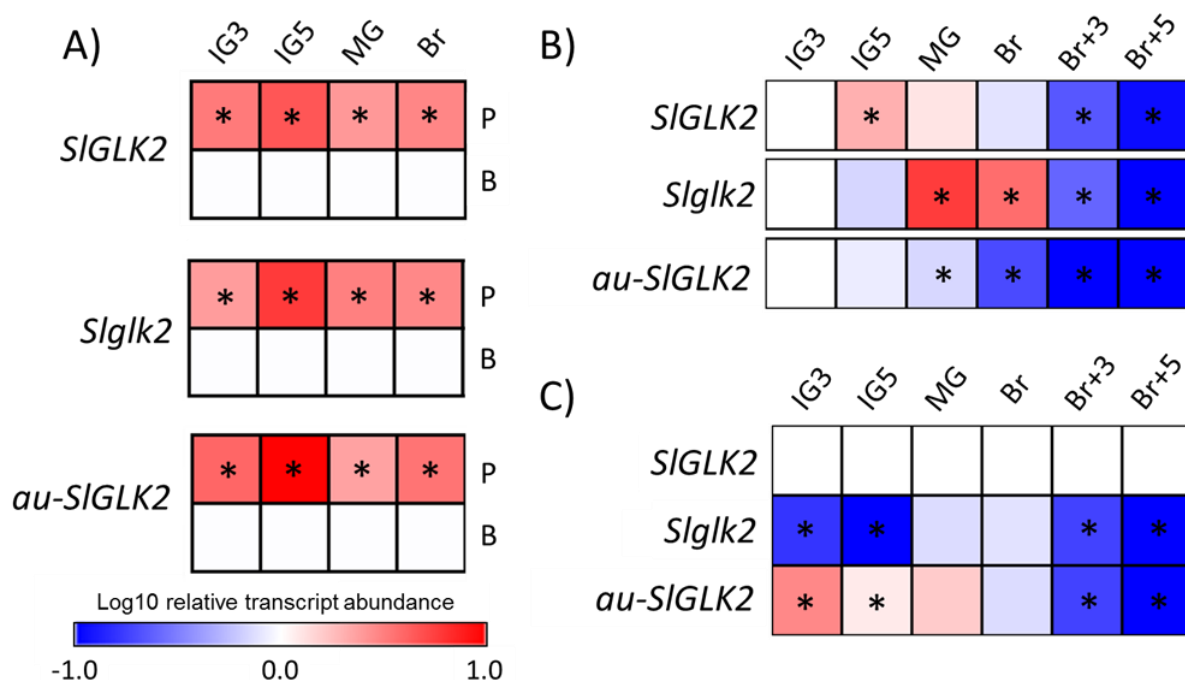 A)
IG3 IG5 MG Br
SlGLK2
* * * * P
B
Slglk2
* * * * P
B
au-SlGLK2
* * * * P
B
Log10 relative transcript abundance
-1.0 0.0 1.0
B)
IG3 IG5 MG Br Br+3 Br+5
SlGLK2 * * *
Slglk2 * * * *
au-SlGLK2 * * * *
C)
IG3 IG5 MG Br Br+3 Br+5
SlGLK2
Slglk2 * * * *
au-SlGLK2 * * * *